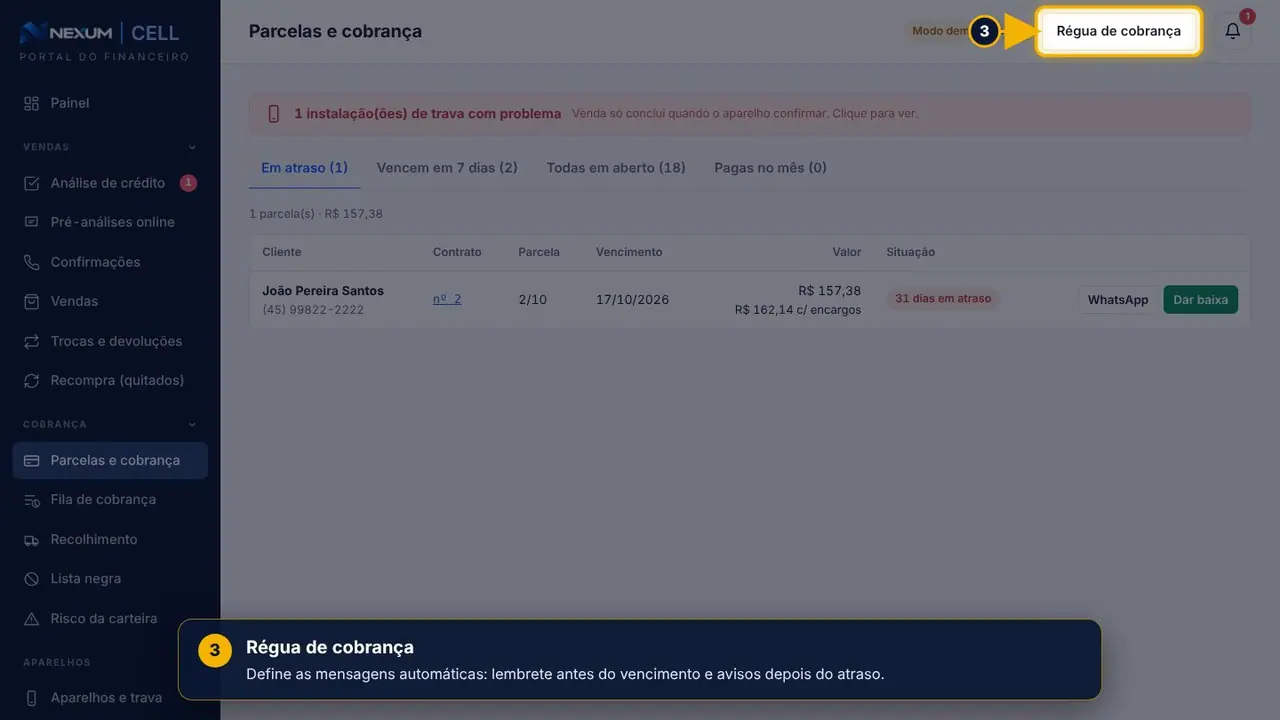 NEXUM | CELL
PORTAL DO FINANCEIRO
Painel
VENDAS
Análise de crédito 1
Pré-análises online
Confirmações
Vendas
Trocas e devoluções
Recompra (quitados)
COBRANÇA
Parcelas e cobrança
Fila de cobrança
Recolhimento
Lista negra
Risco da carteira
APARELHOS
Aparelhos e trava
Parcelas e cobrança
Modo dem
3
Régua de cobrança
1
1 instalação(ões) de trava com problema Venda só conclui quando o aparelho confirmar. Clique para ver.
Em atraso (1) Vencem em 7 dias (2) Todas em aberto (18) Pagas no mês (0)
1 parcela(s) · R$ 157,38
Cliente Contrato Parcela Vencimento Valor Situação
João Pereira Santos
(45) 99822-2222
nº 2 2/10 17/10/2026
R$ 157,38
R$ 162,14 c/ encargos
31 dias em atraso WhatsApp Dar baixa
3 Régua de cobrança
Define as mensagens automáticas: lembrete antes do vencimento e avisos depois do atraso.